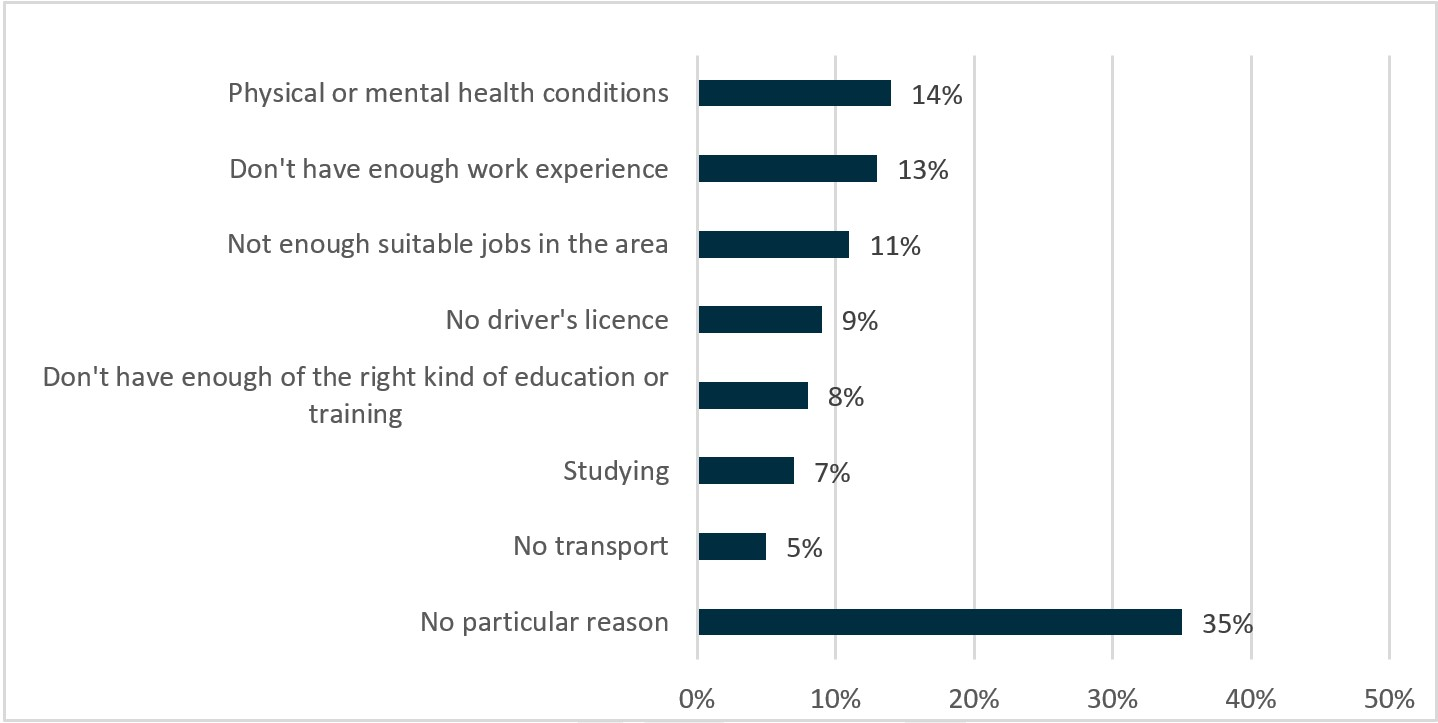 Physical or mental health conditions 14%
Don't have enough work experience 13%
Not enough suitable jobs in the area 11%
No driver's licence 9%
Don't have enough of the right kind of education or
training 8%
Studying 7%
No transport 5%
No particular reason 35%
0% 10% 20% 30% 40% 50%